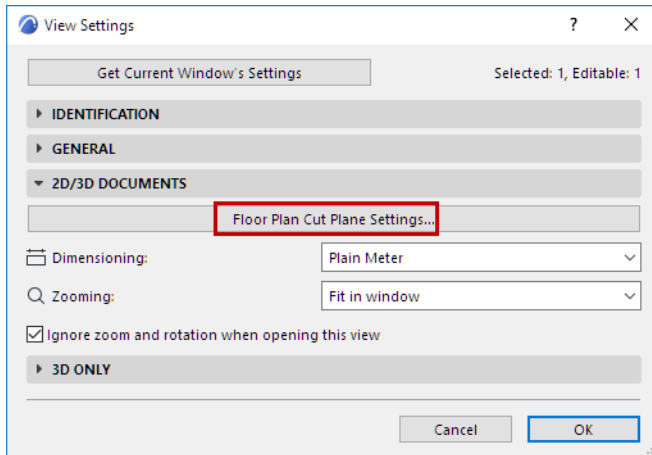 View Settings
?
Get Current Window's Settings
Selected: 1, Editable: 1
IDENTIFICATION
GENERAL
2D/3D DOCUMENTS
Floor Plan Cut Plane Settings...
Dimensioning: Plain Meter
Zooming: Fit in window
Ignore zoom and rotation when opening this view
3D ONLY
Cancel OK